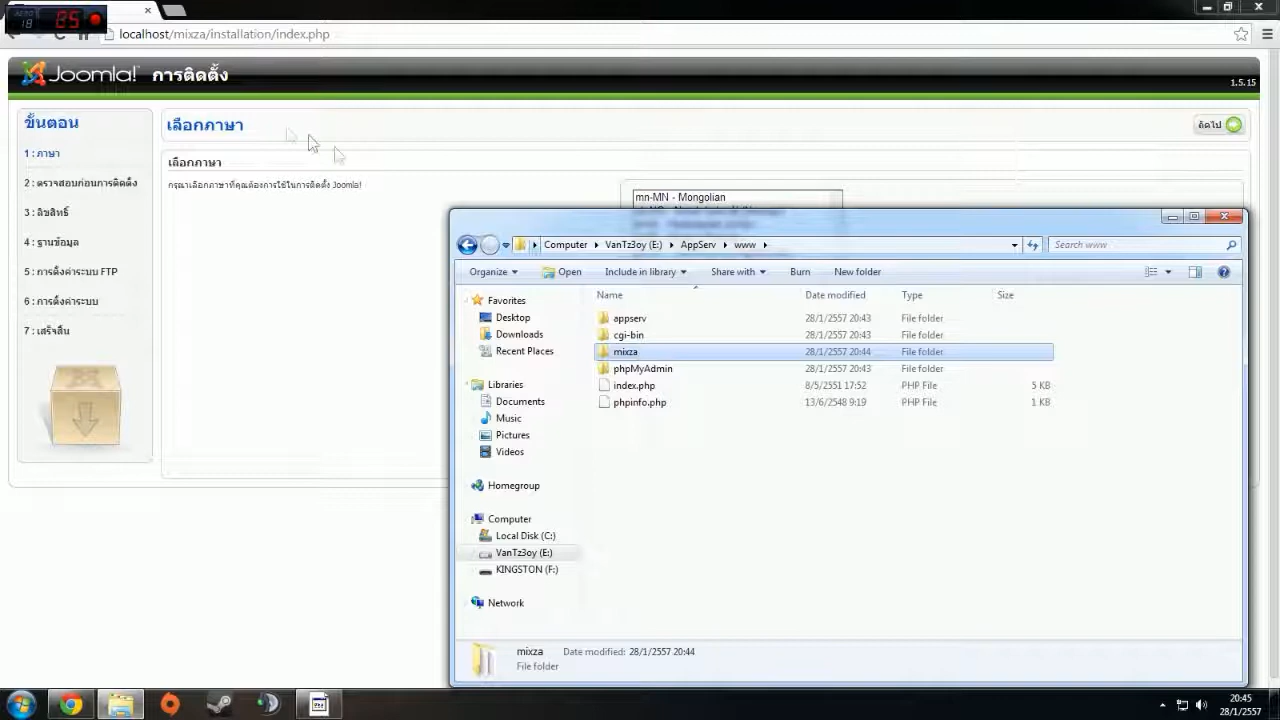 AUTO
18
localhost/mixza/installation/index.php
Joomla! การติดตั้ง
1.5.15
ขั้นตอน
1 : ภาษา
2 : ตรวจสอบก่อนการติดตั้ง
3 : ลิขสิทธิ์
4 : ฐานข้อมูล
5 : การตั้งค่าระบบ FTP
6 : การตั้งค่าระบบ
7 : เสร็จสิ้น
เลือกภาษา
ถัดไป
เลือกภาษา
กรุณาเลือกภาษาที่คุณต้องการใช้ในการติดตั้ง Joomla!
mn-MN - Mongolian
Computer VanTz3oy (E:) AppServ www
Search www
Organize Open Include in library Share with Burn New folder
Name Date modified Type Size
Favorites
Desktop
Downloads
Recent Places
Libraries
Documents
Music
Pictures
Videos
Homegroup
Computer
Local Disk (C:)
VanTz3oy (E:)
KINGSTON (F:)
Network
appserv 28/1/2557 20:43 File folder
cgi-bin 28/1/2557 20:43 File folder
mixza 28/1/2557 20:44 File folder
phpMyAdmin 28/1/2557 20:43 File folder
index.php 8/5/2551 17:52 PHP File 5 KB
phpinfo.php 13/6/2548 9:19 PHP File 1 KB
mixza Date modified: 28/1/2557 20:44
File folder
20:45
28/1/2557